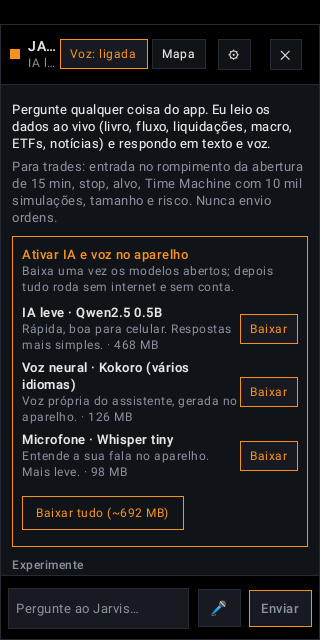 JA…
IA l…
Voz: ligada
Mapa
Pergunte qualquer coisa do app. Eu leio os
dados ao vivo (livro, fluxo, liquidações, macro,
ETFs, notícias) e respondo em texto e voz.
Para trades: entrada no rompimento da abertura
de 15 min, stop, alvo, Time Machine com 10 mil
simulações, tamanho e risco. Nunca envio
ordens.
Ativar IA e voz no aparelho
Baixa uma vez os modelos abertos; depois
tudo roda sem internet e sem conta.
IA leve · Qwen2.5 0.5B
Rápida, boa para celular. Respostas
mais simples. · 468 MB
Baixar
Voz neural · Kokoro (vários
idiomas)
Voz própria do assistente, gerada no
aparelho. · 126 MB
Baixar
Microfone · Whisper tiny
Entende a sua fala no aparelho.
Mais leve. · 98 MB
Baixar
Baixar tudo (~692 MB)
Experimente
Pergunte ao Jarvis…
Enviar